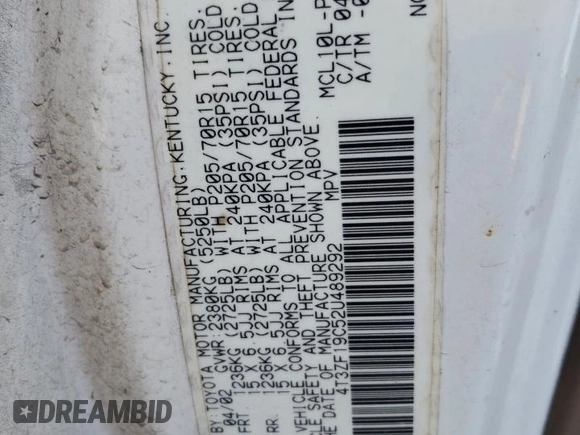 BY: TOYOTA MOTOR MANUFACTURING, KENTUCKY, INC.
04/02 GVWR: 2380KG (5250LB)
FRT 1236KG (2725LB) WITH P205/70R15 TIRES.
15 X 6.5JJ RIMS AT 240KPA (35PSI) COLD
RR. 1236KG (2725LB) WITH P205/70R15 TIRES.
15 X 6.5JJ RIMS AT 240KPA (35PSI) COLD
VEHICLE CONFORMS TO ALL APPLICABLE FEDERAL
SAFETY AND THEFT PREVENTION STANDARDS IN
DATE OF MANUFACTURE SHOWN ABOVE.
4T3ZF19C52U489292 MPV
MCL10L-P
C/TR 04
A/TM -0